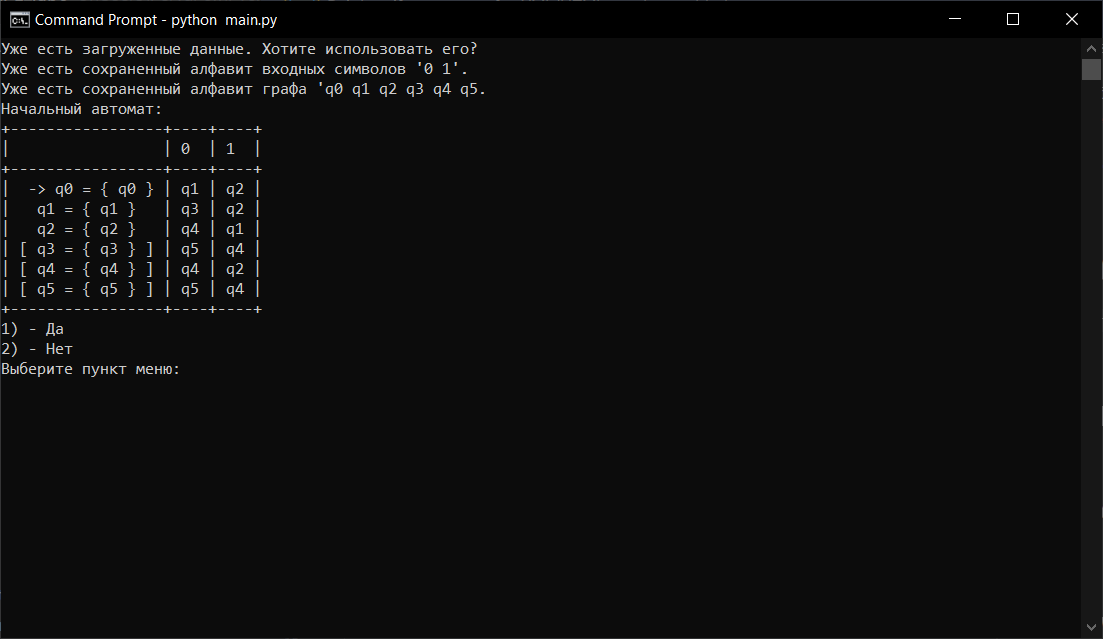 Command Prompt - python  main.py
Уже есть загруженные данные. Хотите использовать его?
Уже есть сохраненный алфавит входных символов '0 1'.
Уже есть сохраненный алфавит графа 'q0 q1 q2 q3 q4 q5.
Начальный автомат:
+-----------------+----+----+
|                 | 0  | 1  |
+-----------------+----+----+
|  -> q0 = { q0 } | q1 | q2 |
|   q1 = { q1 }   | q3 | q2 |
|   q2 = { q2 }   | q4 | q1 |
| [ q3 = { q3 } ] | q5 | q4 |
| [ q4 = { q4 } ] | q4 | q2 |
| [ q5 = { q5 } ] | q5 | q4 |
+-----------------+----+----+
1) - Да
2) - Нет
Выберите пункт меню: